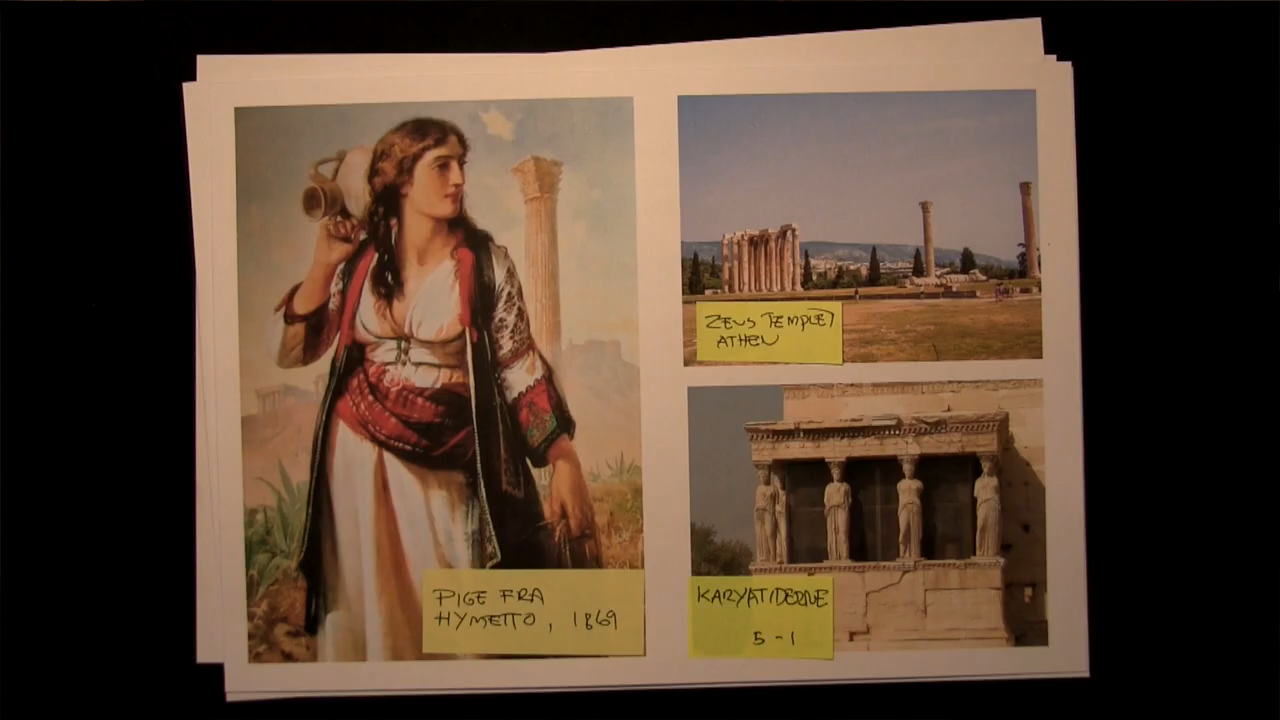 PIGE FRA
HYMETTO, 1869
ZEUS TEMPLET
ATHEN
KARYATIDERNE
5-1